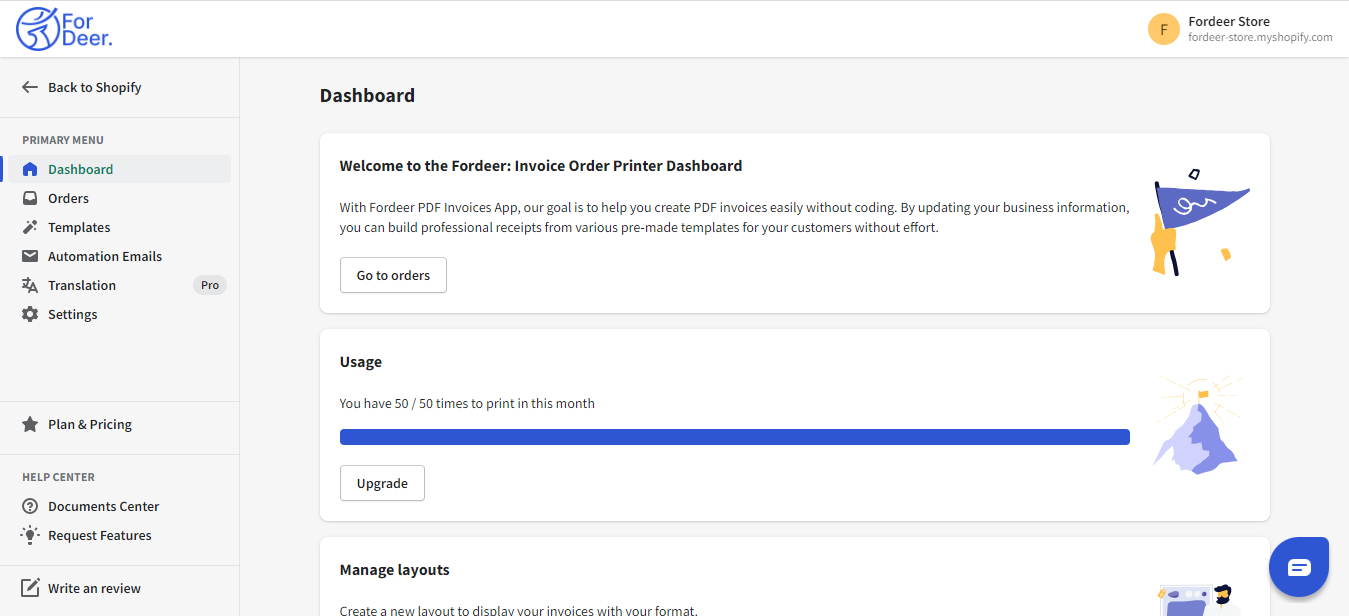 For
Deer.
F
Fordeer Store
fordeer-store.myshopify.com
Back to Shopify
PRIMARY MENU
Dashboard
Orders
Templates
Automation Emails
Translation
Pro
Settings
Plan & Pricing
HELP CENTER
Documents Center
Request Features
Write an review
Dashboard
Welcome to the Fordeer: Invoice Order Printer Dashboard
With Fordeer PDF Invoices App, our goal is to help you create PDF invoices easily without coding. By updating your business information,
you can build professional receipts from various pre-made templates for your customers without effort.
Go to orders
Usage
You have 50 / 50 times to print in this month
Upgrade
Manage layouts
Create a new layout to display your invoices with your format.